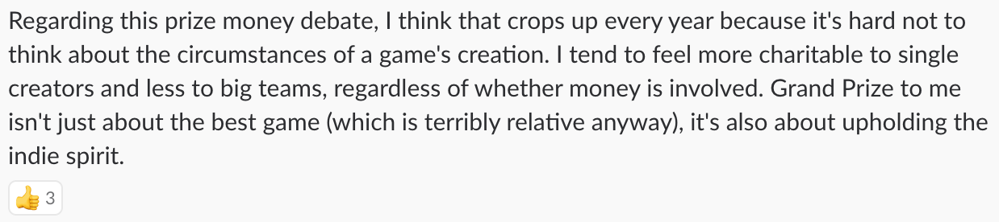 Regarding this prize money debate, I think that crops up every year because it's hard not to
think about the circumstances of a game's creation. I tend to feel more charitable to single
creators and less to big teams, regardless of whether money is involved. Grand Prize to me
isn't just about the best game (which is terribly relative anyway), it's also about upholding the
indie spirit.
👍 3